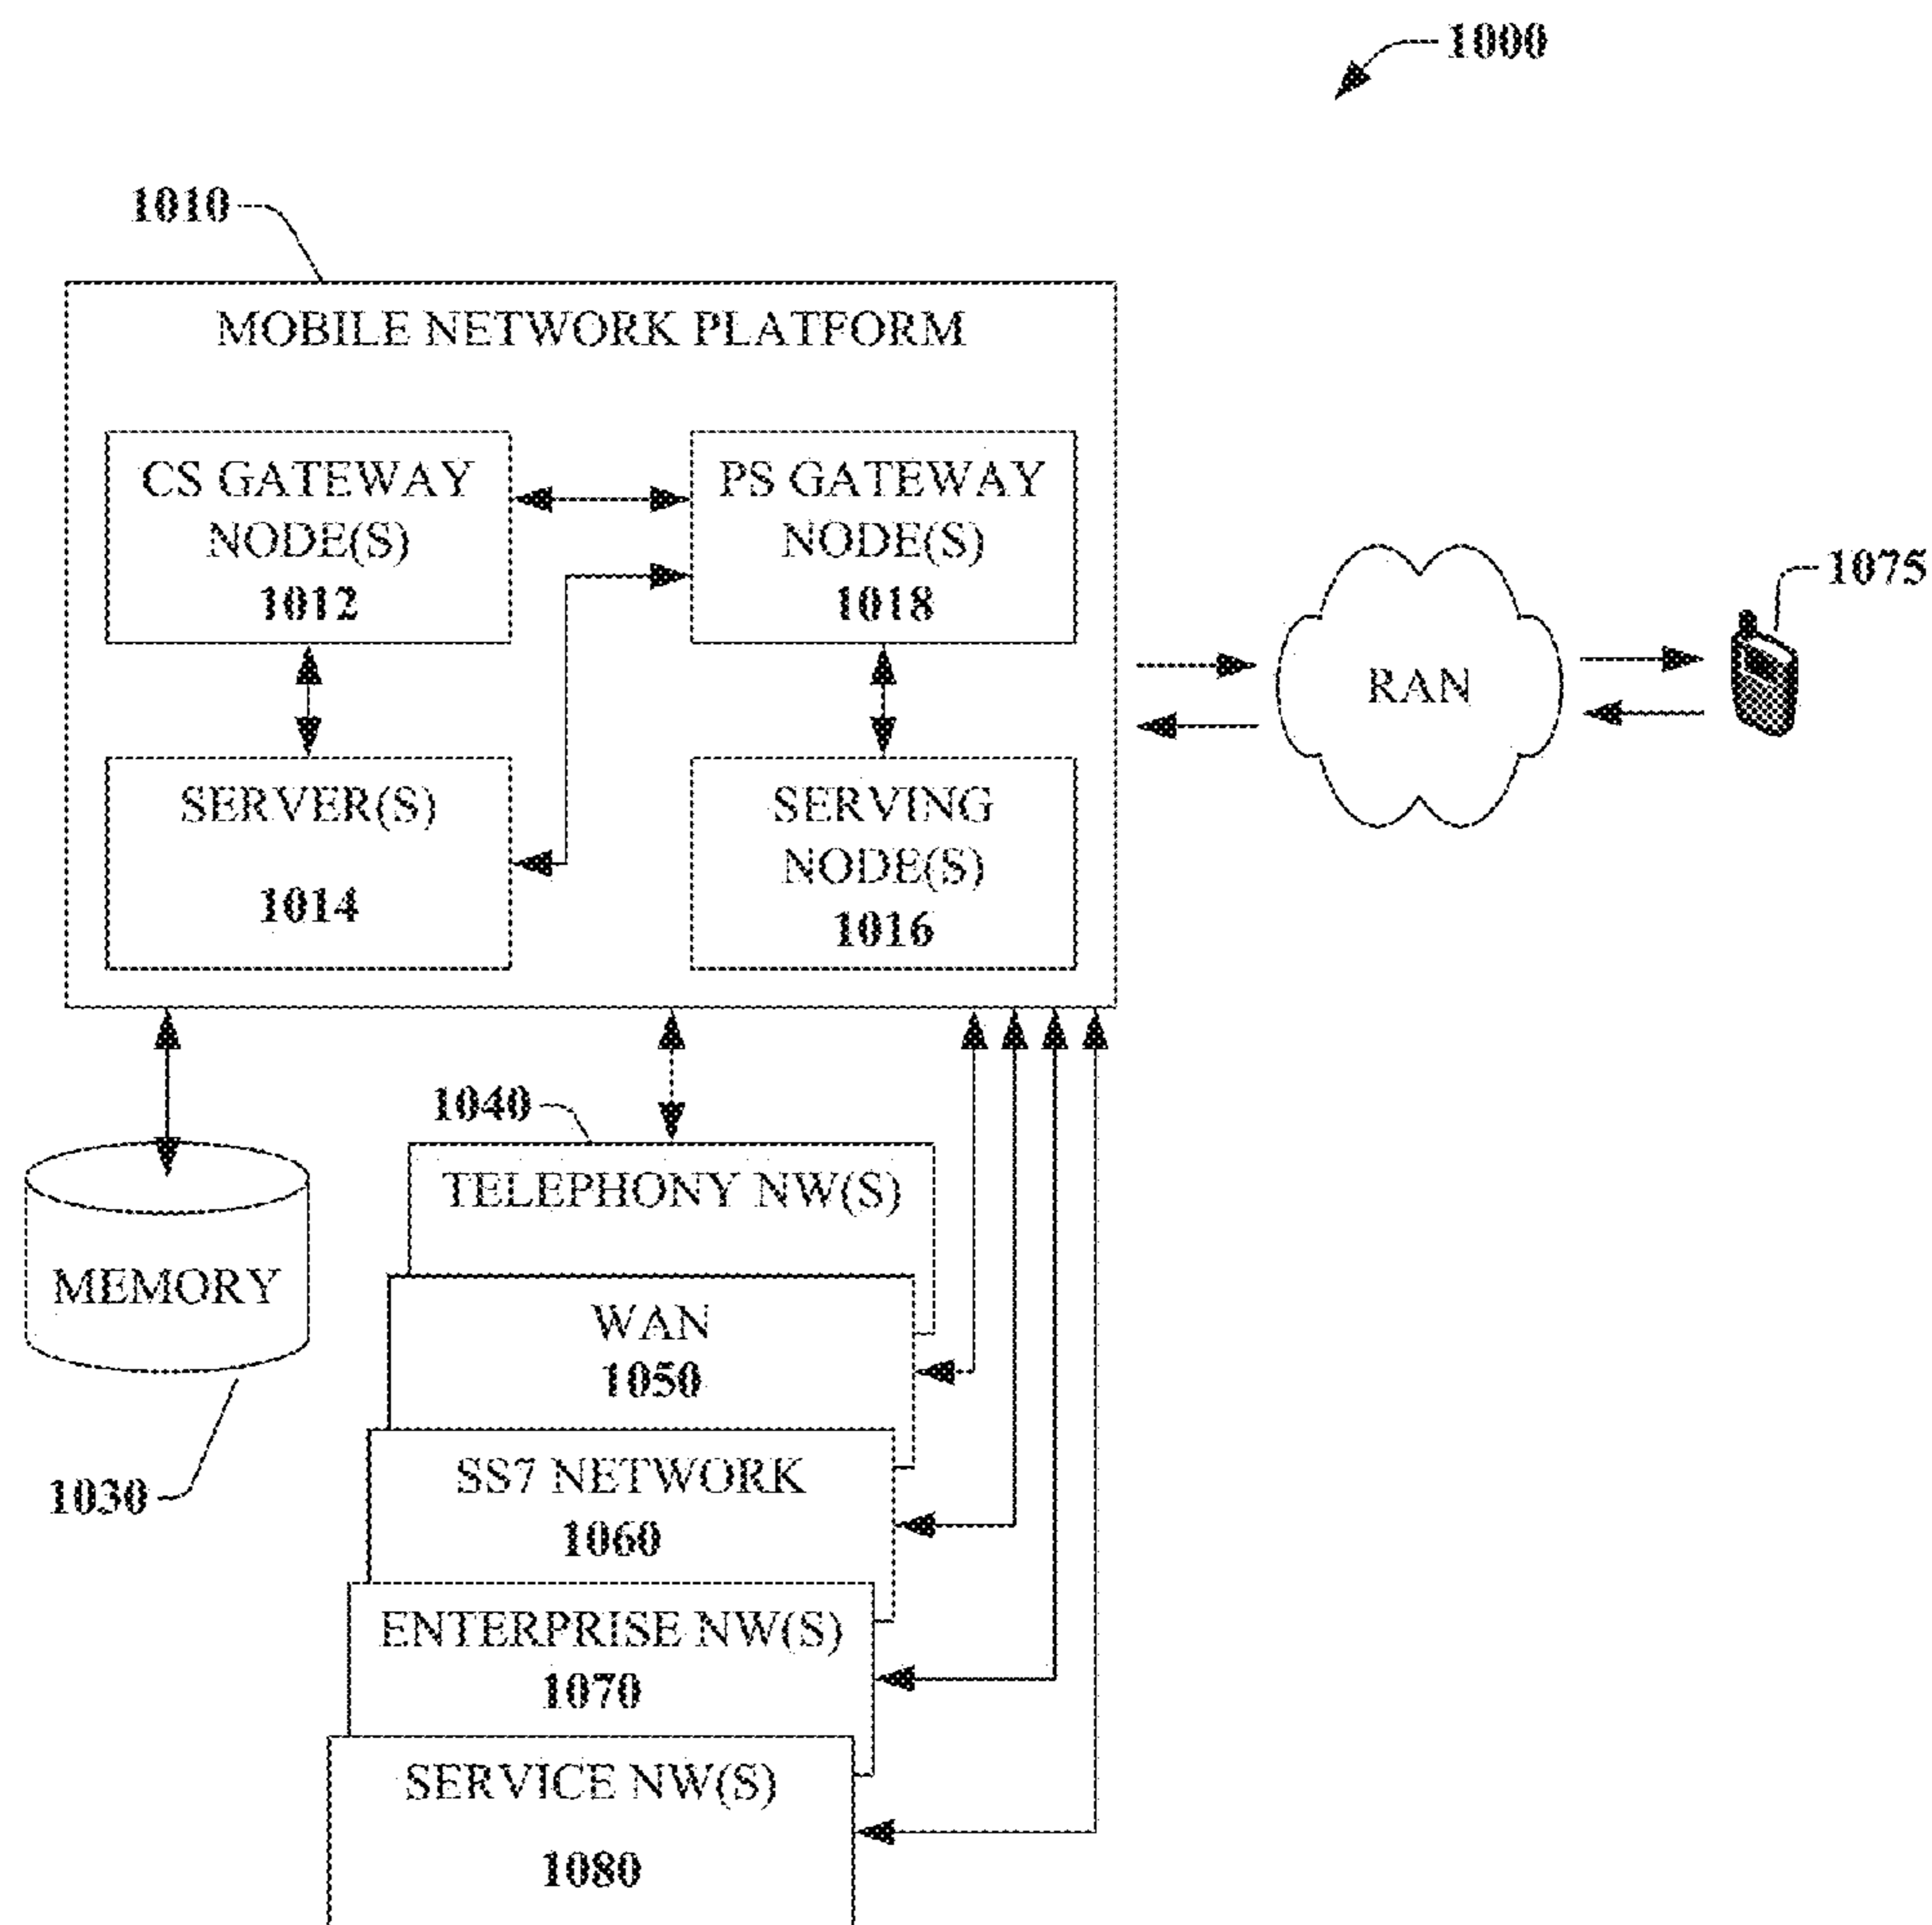 1000
1010
MOBILE NETWORK PLATFORM
CS GATEWAY
NODE(S)
1012
PS GATEWAY
NODE(S)
1018
SERVER(S)
1014
SERVING
NODE(S)
1016
RAN
1075
1040
TELEPHONY NW(S)
MEMORY
1030
WAN
1050
SS7 NETWORK
1060
ENTERPRISE NW(S)
1070
SERVICE NW(S)
1080